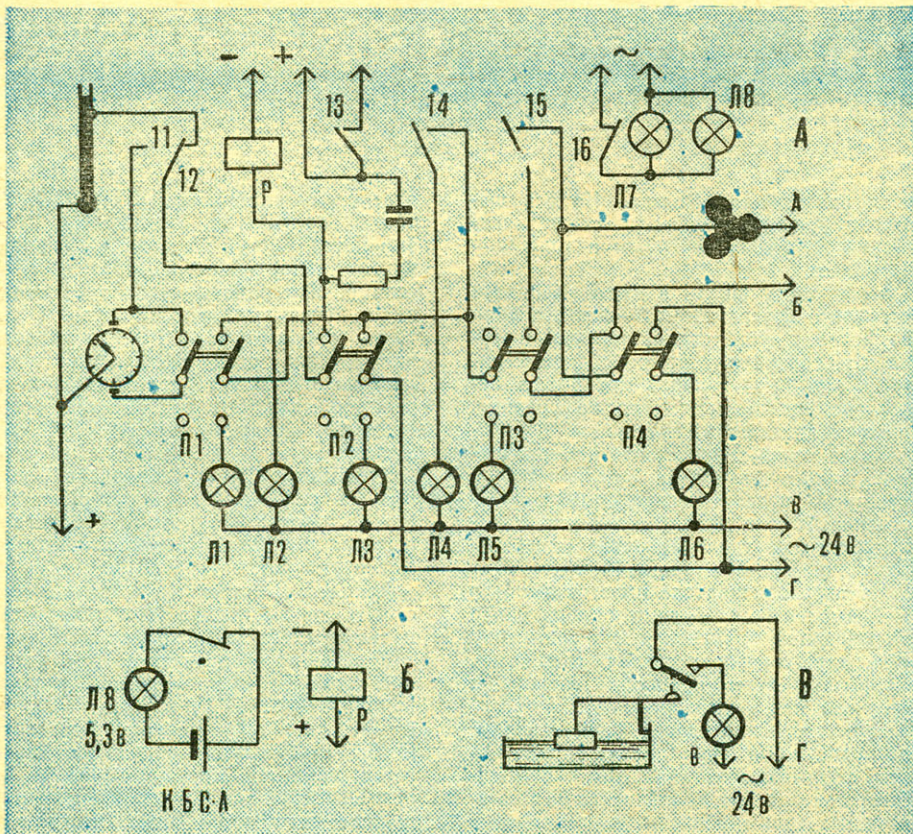 − + 13 14 15 ~ Л8
11 16 А
12 Р Л7
А
Б
П1 П2 П3 П4
+ В
Л1 Л2 Л3 Л4 Л5 Л6 ~ 24в
Г
− Б
Л8 + Р В
5,3в В Г
КБС-А ~
24в